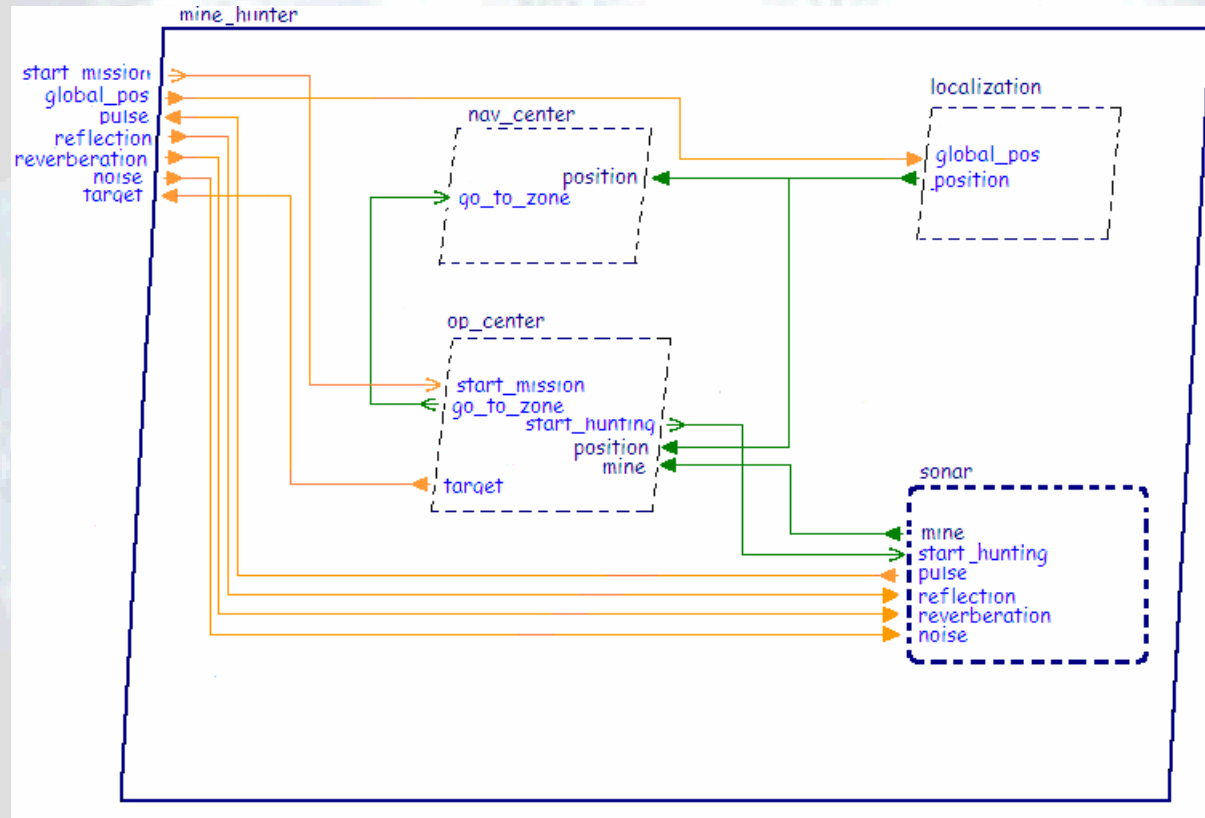 mine_hunter
start_mission
global_pos
pulse
reflection
reverberation
noise
target
nav_center
position
go_to_zone
localization
global_pos
position
op_center
start_mission
go_to_zone
start_hunting
position
mine
target
sonar
mine
start_hunting
pulse
reflection
reverberation
noise